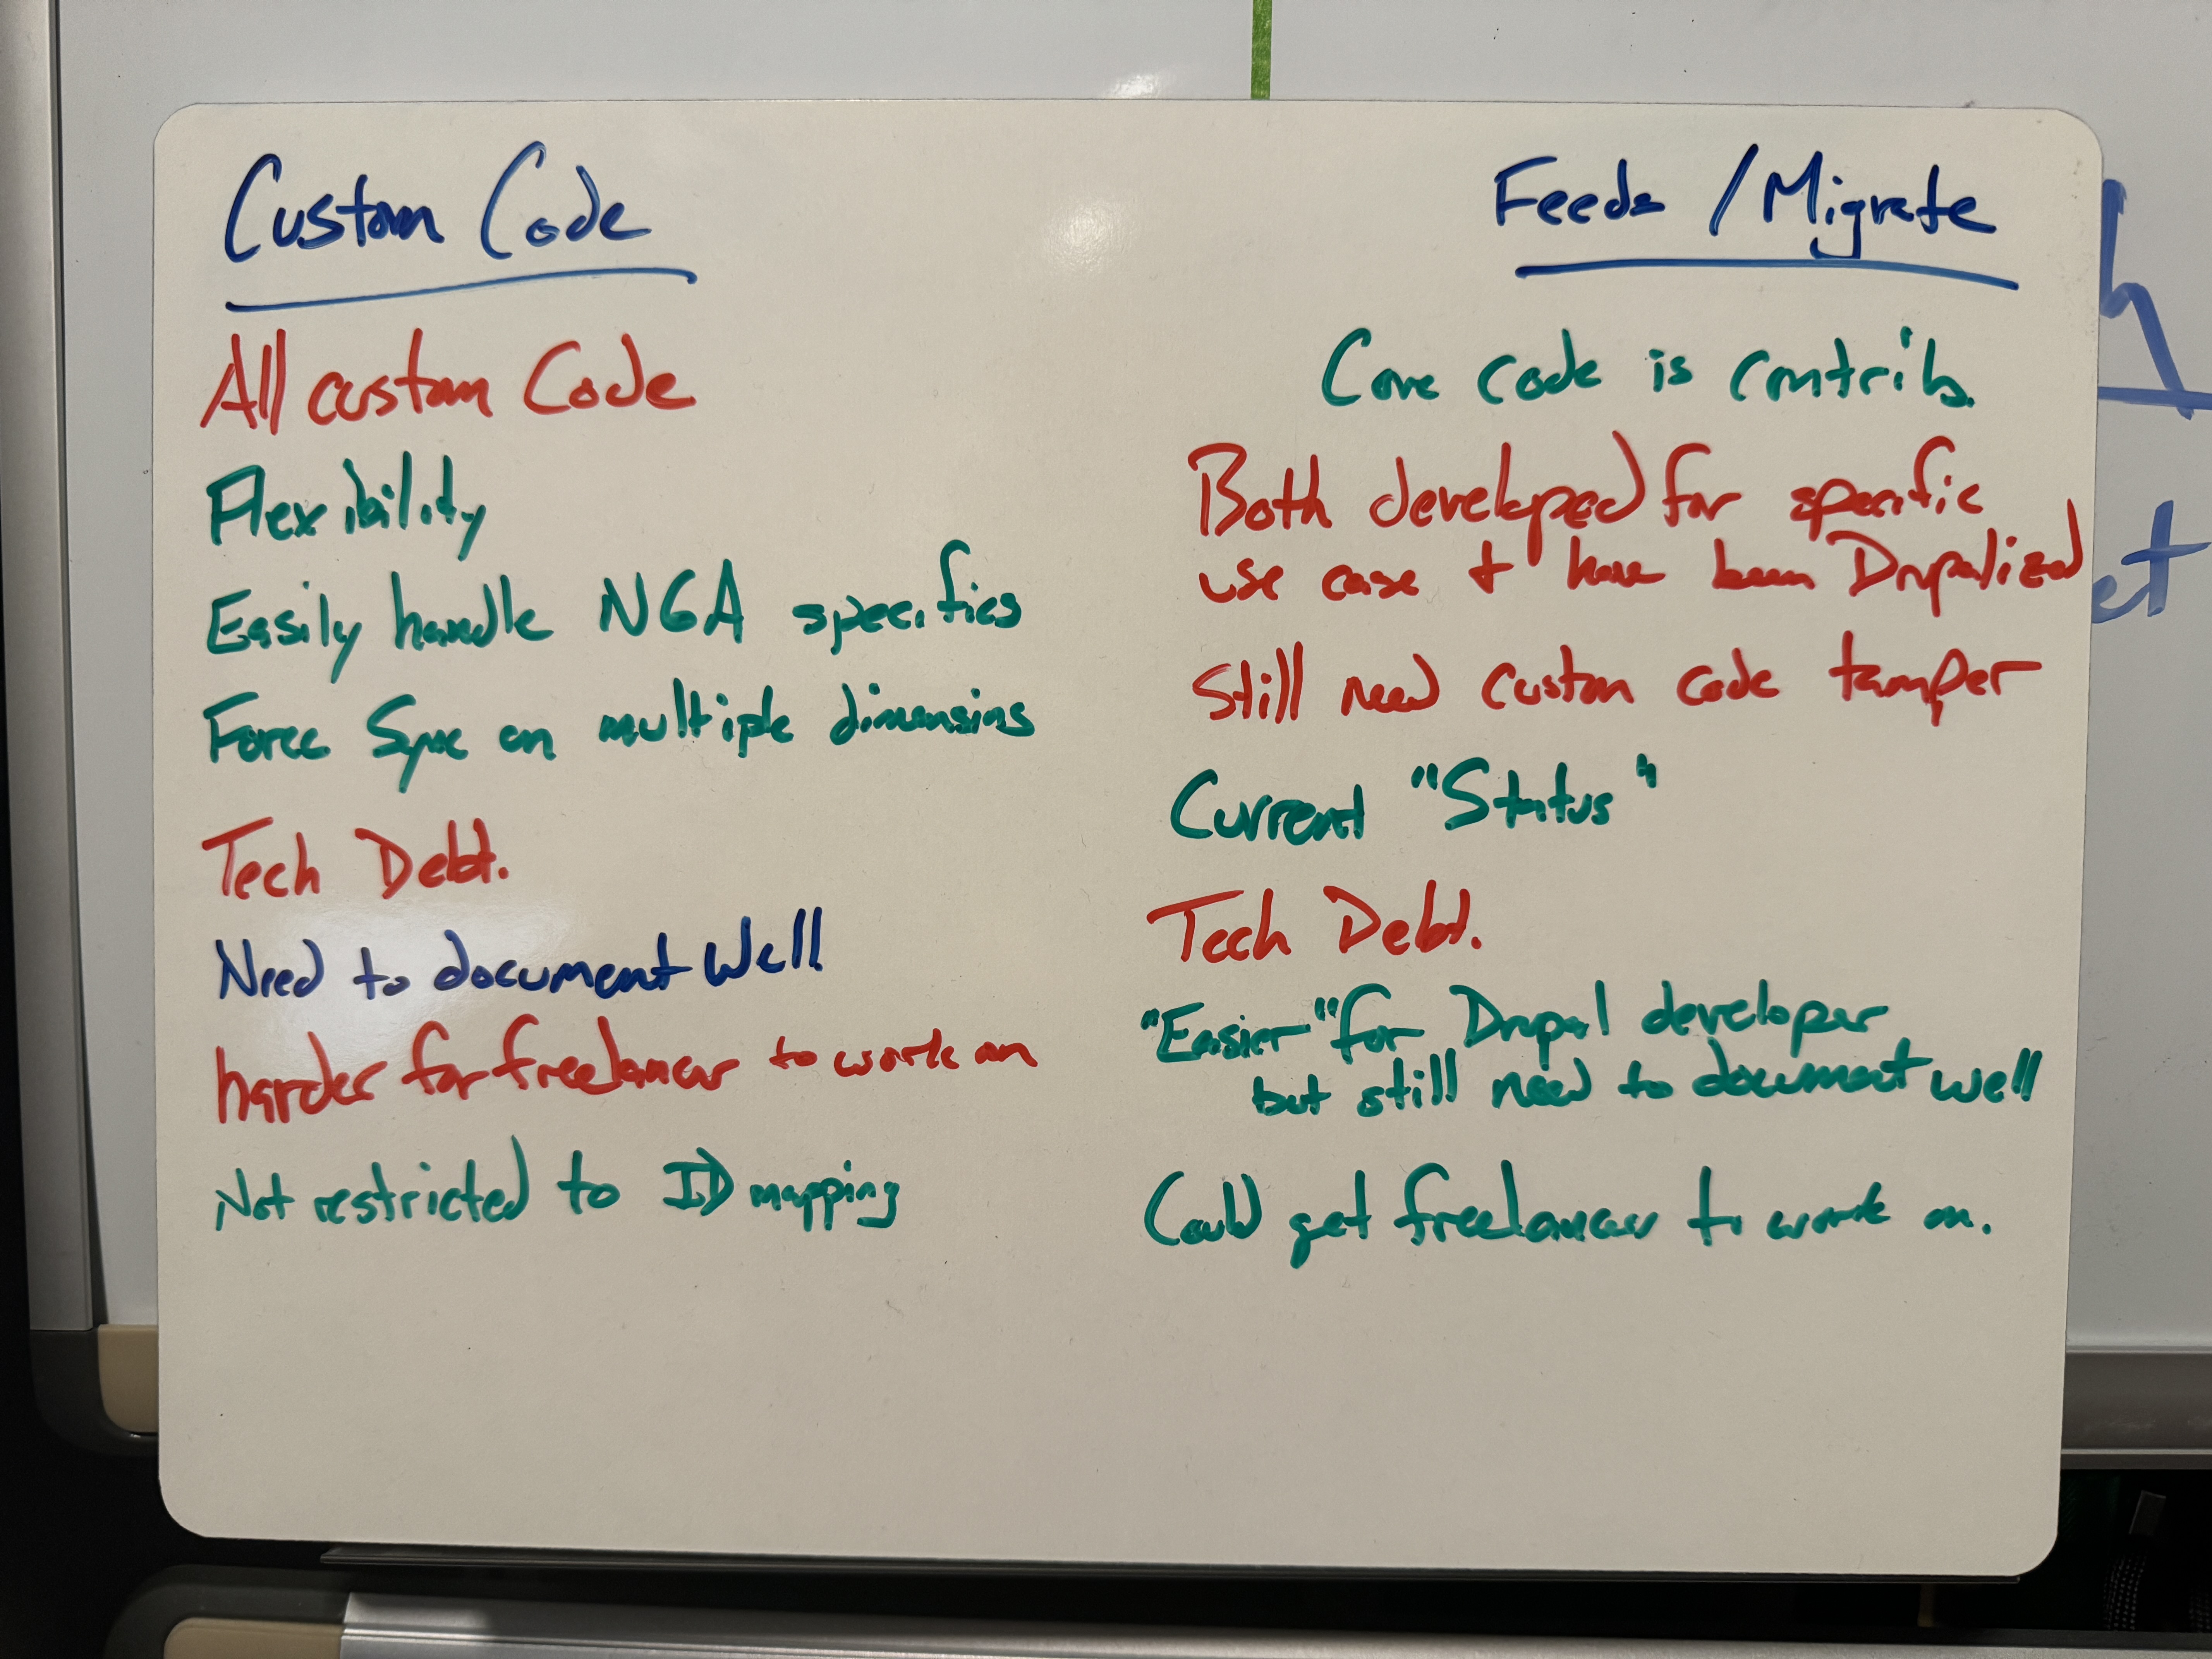 Custom Code
All custom Code
Flexibility
Easily handle NGA specifics
Force Sync on multiple dimensions
Tech Debt.
Need to document Well
harder for freelancer to work on
Not restricted to ID mapping
Feeds / Migrate
Core code is contrib.
Both developed for specific
use case + have been Drupalized
Still need custom code tamper
Current "Status"
Tech Debt.
"Easier" for Drupal developer
but still need to document well
Could get freelancer to work on.
h
et